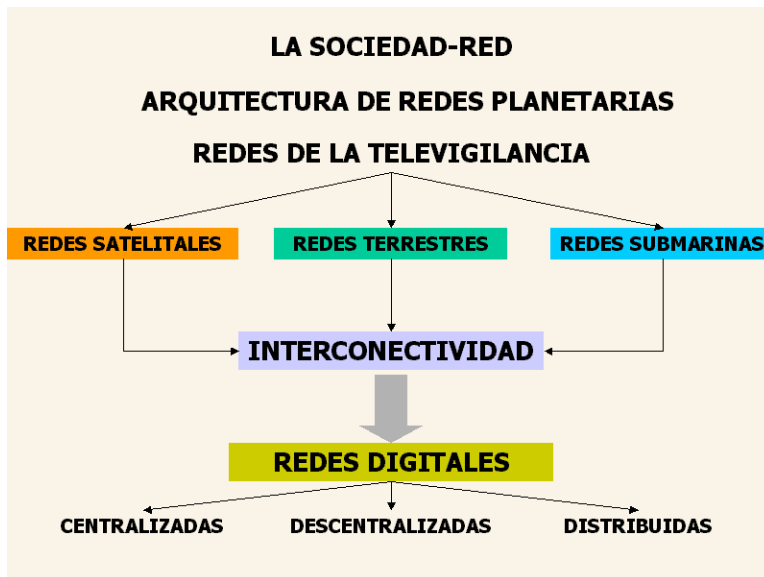 LA SOCIEDAD-RED
ARQUITECTURA DE REDES PLANETARIAS
REDES DE LA TELEVIGILANCIA
REDES SATELITALES
REDES TERRESTRES
REDES SUBMARINAS
INTERCONECTIVIDAD
REDES DIGITALES
CENTRALIZADAS
DESCENTRALIZADAS
DISTRIBUIDAS